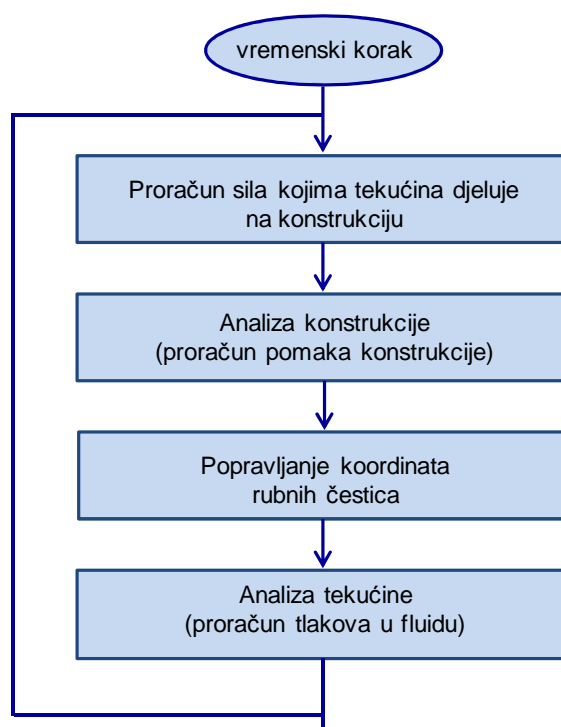 vremenski korak
Proračun sila kojima tekućina djeluje
na konstrukciju
Analiza konstrukcije
(proračun pomaka konstrukcije)
Popravljanje koordinata
rubnih čestica
Analiza tekućine
(proračun tlakova u fluidu)